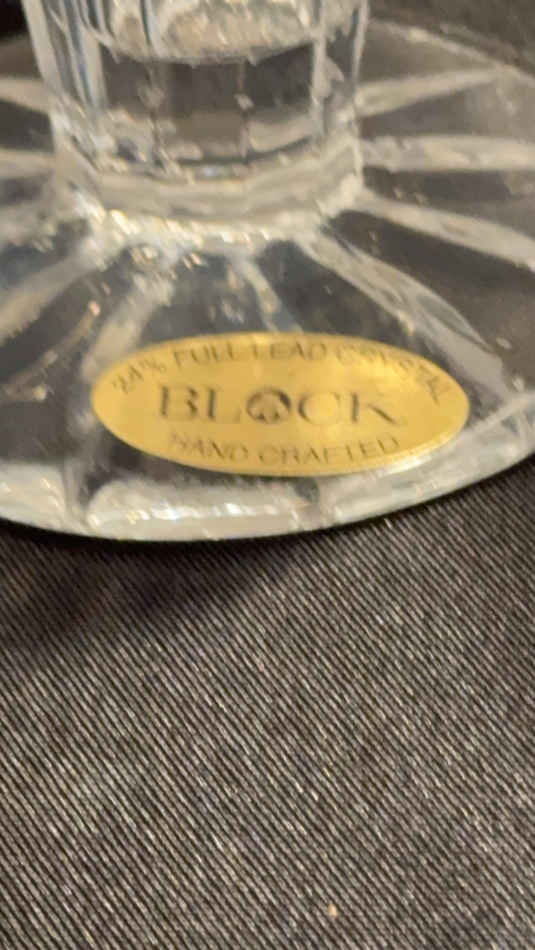 24% FULL LEAD CRYSTAL
BLOCK
HAND CRAFTED